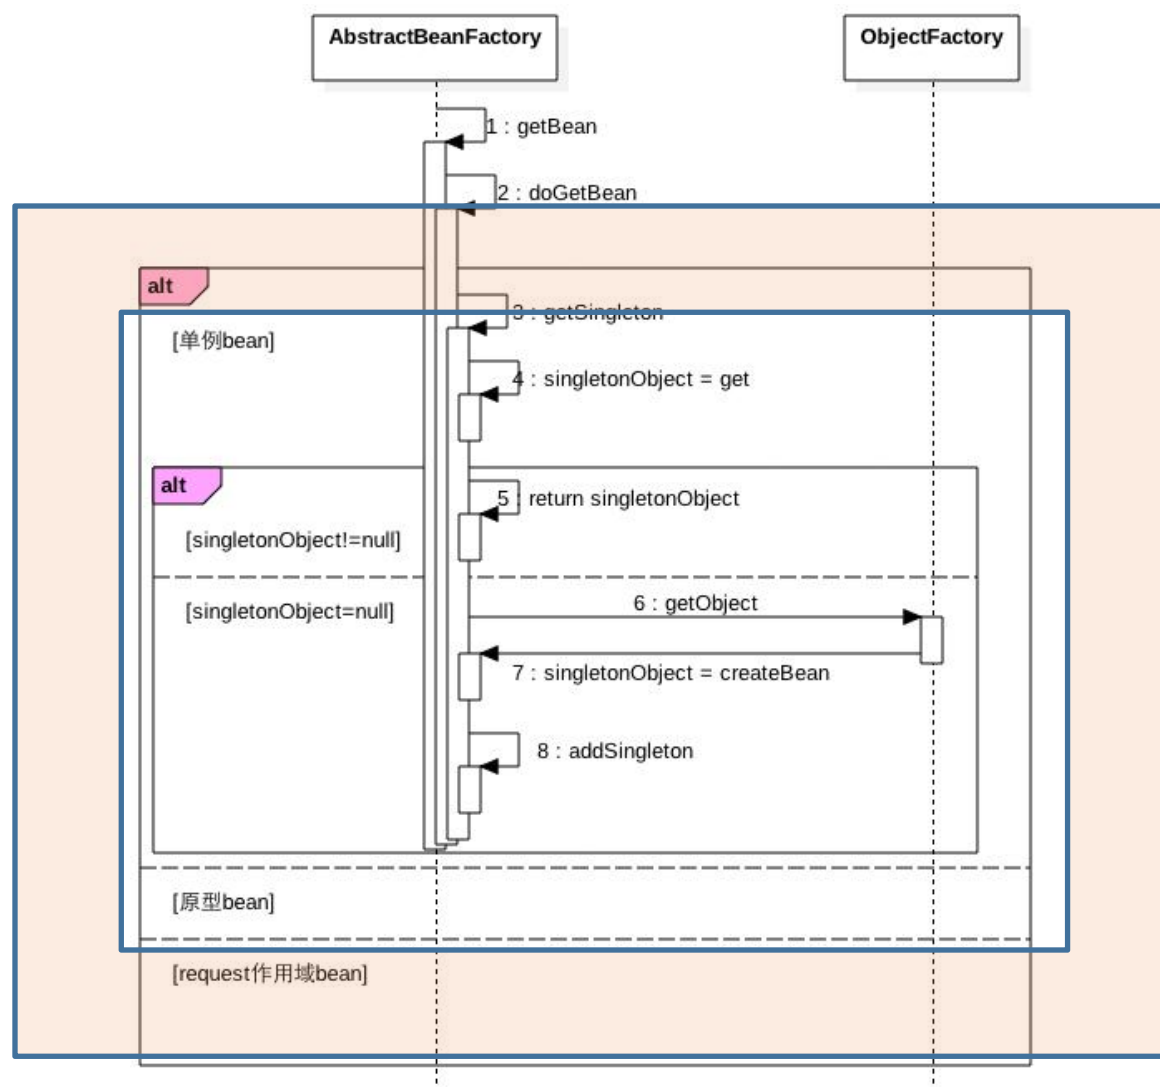 AbstractBeanFactory
ObjectFactory
1 : getBean
2 : doGetBean
alt
3 : getSingleton
[单例bean]
4 : singletonObject = get
alt
5 : return singletonObject
[singletonObject!=null]
6 : getObject
[singletonObject=null]
7 : singletonObject = createBean
8 : addSingleton
[原型bean]
[request作用域bean]